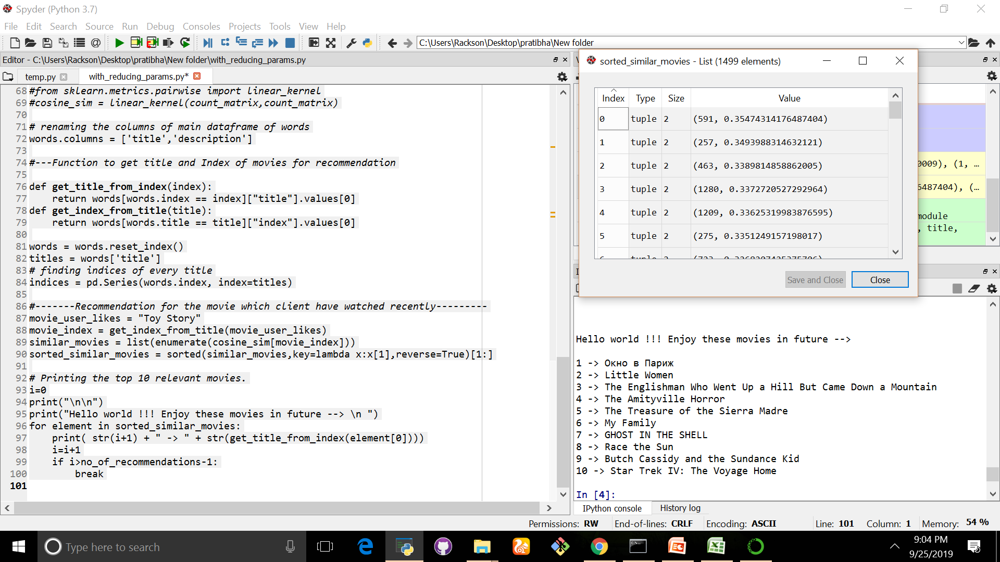 Spyder (Python 3.7)
File Edit Search Source Run Debug Consoles Projects Tools View Help
C:\Users\Rackson\Desktop\pratibha\New folder
Editor - C:\Users\Rackson\Desktop\pratibha\New folder\with_reducing_params.py
temp.py with_reducing_params.py*
68 #from sklearn.metrics.pairwise import linear_kernel
69 #cosine_sim = linear_kernel(count_matrix,count_matrix)
70
71 # renaming the columns of main dataframe of words
72 words.columns = ['title','description']
73
74 #---Function to get title and Index of movies for recommendation
75
76 def get_title_from_index(index):
77     return words[words.index == index]["title"].values[0]
78 def get_index_from_title(title):
79     return words[words.title == title]["index"].values[0]
80
81 words = words.reset_index()
82 titles = words['title']
83 # finding indices of every title
84 indices = pd.Series(words.index, index=titles)
85
86 #-------Recommendation for the movie which client have watched recently---------
87 movie_user_likes = "Toy Story"
88 movie_index = get_index_from_title(movie_user_likes)
89 similar_movies = list(enumerate(cosine_sim[movie_index]))
90 sorted_similar_movies = sorted(similar_movies,key=lambda x:x[1],reverse=True)[1:]
91
92 # Printing the top 10 relevant movies.
93 i=0
94 print("\n\n")
95 print("Hello world !!! Enjoy these movies in future --> \n ")
96 for element in sorted_similar_movies:
97     print( str(i+1) + " -> " + str(get_title_from_index(element[0])))
98     i=i+1
99     if i>no_of_recommendations-1:
100         break
101
sorted_similar_movies - List (1499 elements)
Index Type Size Value
0 tuple 2 (591, 0.35474314176487404)
1 tuple 2 (257, 0.3493988314632121)
2 tuple 2 (463, 0.3389814858862005)
3 tuple 2 (1280, 0.3372720527292964)
4 tuple 2 (1209, 0.33625319983876595)
5 tuple 2 (275, 0.3351249157198017)
Save and Close Close
0009), (1, …
6487404), (…
module
, title,
Hello world !!! Enjoy these movies in future -->
1 -> Окно в Париж
2 -> Little Women
3 -> The Englishman Who Went Up a Hill But Came Down a Mountain
4 -> The Amityville Horror
5 -> The Treasure of the Sierra Madre
6 -> My Family
7 -> GHOST IN THE SHELL
8 -> Race the Sun
9 -> Butch Cassidy and the Sundance Kid
10 -> Star Trek IV: The Voyage Home
In [4]:
IPython console History log
Permissions: RW End-of-lines: CRLF Encoding: ASCII Line: 101 Column: 1 Memory: 54 %
Type here to search
9:04 PM
9/25/2019